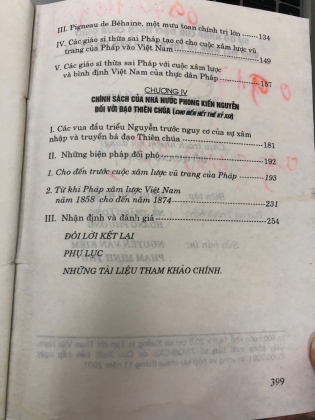 III. Pigneau de Béhaine, một mưu toan chính trị lớn ------134
IV. Các giáo sĩ thừa sai Pháp tạo cớ cho cuộc xâm lược vũ
trang của Pháp vào Việt Nam ------149
V. Các giáo sĩ thừa sai Pháp với cuộc xâm lược
và bình định Việt Nam của thực dân Pháp ------157
CHƯƠNG IV
CHÍNH SÁCH CỦA NHÀ NƯỚC PHONG KIẾN NGUYỄN
ĐỐI VỚI ĐẠO THIÊN CHÚA (CHO ĐẾN HẾT THẾ KỶ XIX)
I. Các vua đầu triều Nguyễn trước nguy cơ của sự xâm
nhập và truyền bá đạo Thiên chúa ------181
II. Những biện pháp đối phó ------192
1. Cho đến trước cuộc xâm lược vũ trang của Pháp ------193
2. Từ khi Pháp xâm lược Việt Nam
năm 1858 cho đến năm 1874 ------231
III. Nhận định và đánh giá ------254
ĐÔI LỜI KẾT LẠI
PHỤ LỤC
NHỮNG TÀI LIỆU THAM KHẢO CHÍNH.
399